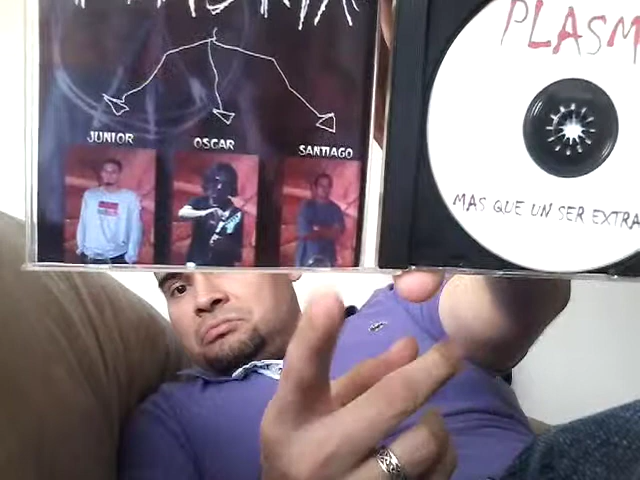 JUNIOR
OSCAR
SANTIAGO
PLASM
MAS QUE UN SER EXTRA